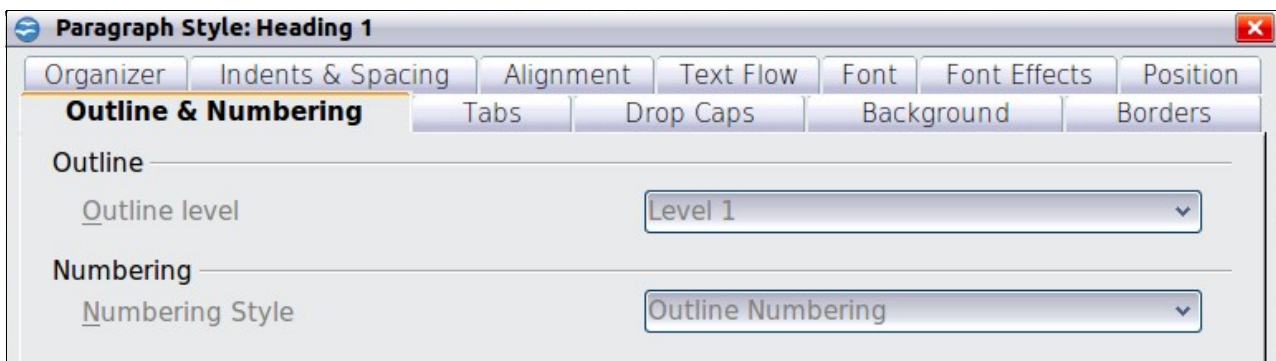 Paragraph Style: Heading 1
Organizer Indents & Spacing Alignment Text Flow Font Font Effects Position
Outline & Numbering Tabs Drop Caps Background Borders
Outline
Outline level Level 1
Numbering
Numbering Style Outline Numbering